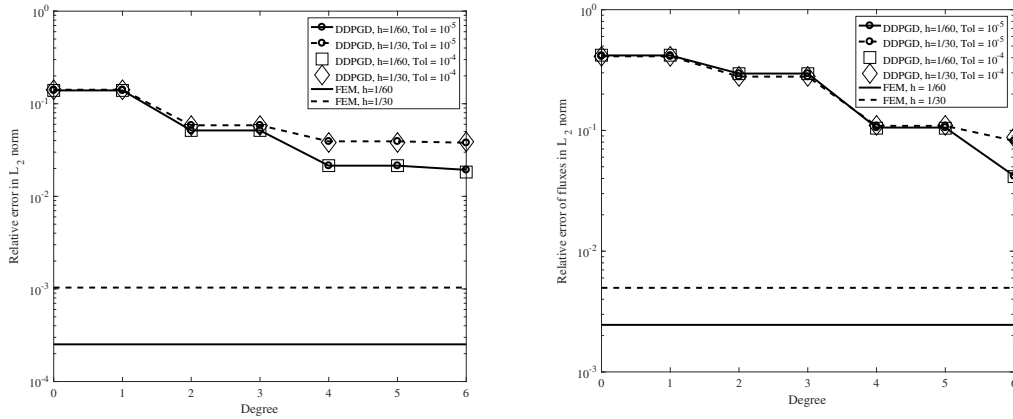 10^0
10^-1
10^-2
10^-3
10^-4
Relative error in L_2 norm
DDPGD, h=1/60, Tol = 10^-5
DDPGD, h=1/30, Tol = 10^-5
DDPGD, h=1/60, Tol = 10^-4
DDPGD, h=1/30, Tol = 10^-4
FEM, h=1/60
FEM, h=1/30
0 1 2 3 4 5 6
Degree
10^0
10^-1
10^-2
10^-3
Relative error of fluxes in L_2 norm
DDPGD, h=1/60, Tol = 10^-5
DDPGD, h=1/30, Tol = 10^-5
DDPGD, h=1/60, Tol = 10^-4
DDPGD, h=1/30, Tol = 10^-4
FEM, h = 1/60
FEM, h = 1/30
0 1 2 3 4 5 6
Degree